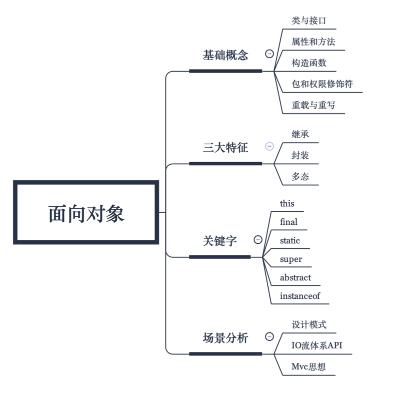 面向对象
基础概念
类与接口
属性和方法
构造函数
包和权限修饰符
重载与重写
三大特征
继承
封装
多态
关键字
this
final
static
super
abstract
instanceof
场景分析
设计模式
IO流体系API
Mvc思想